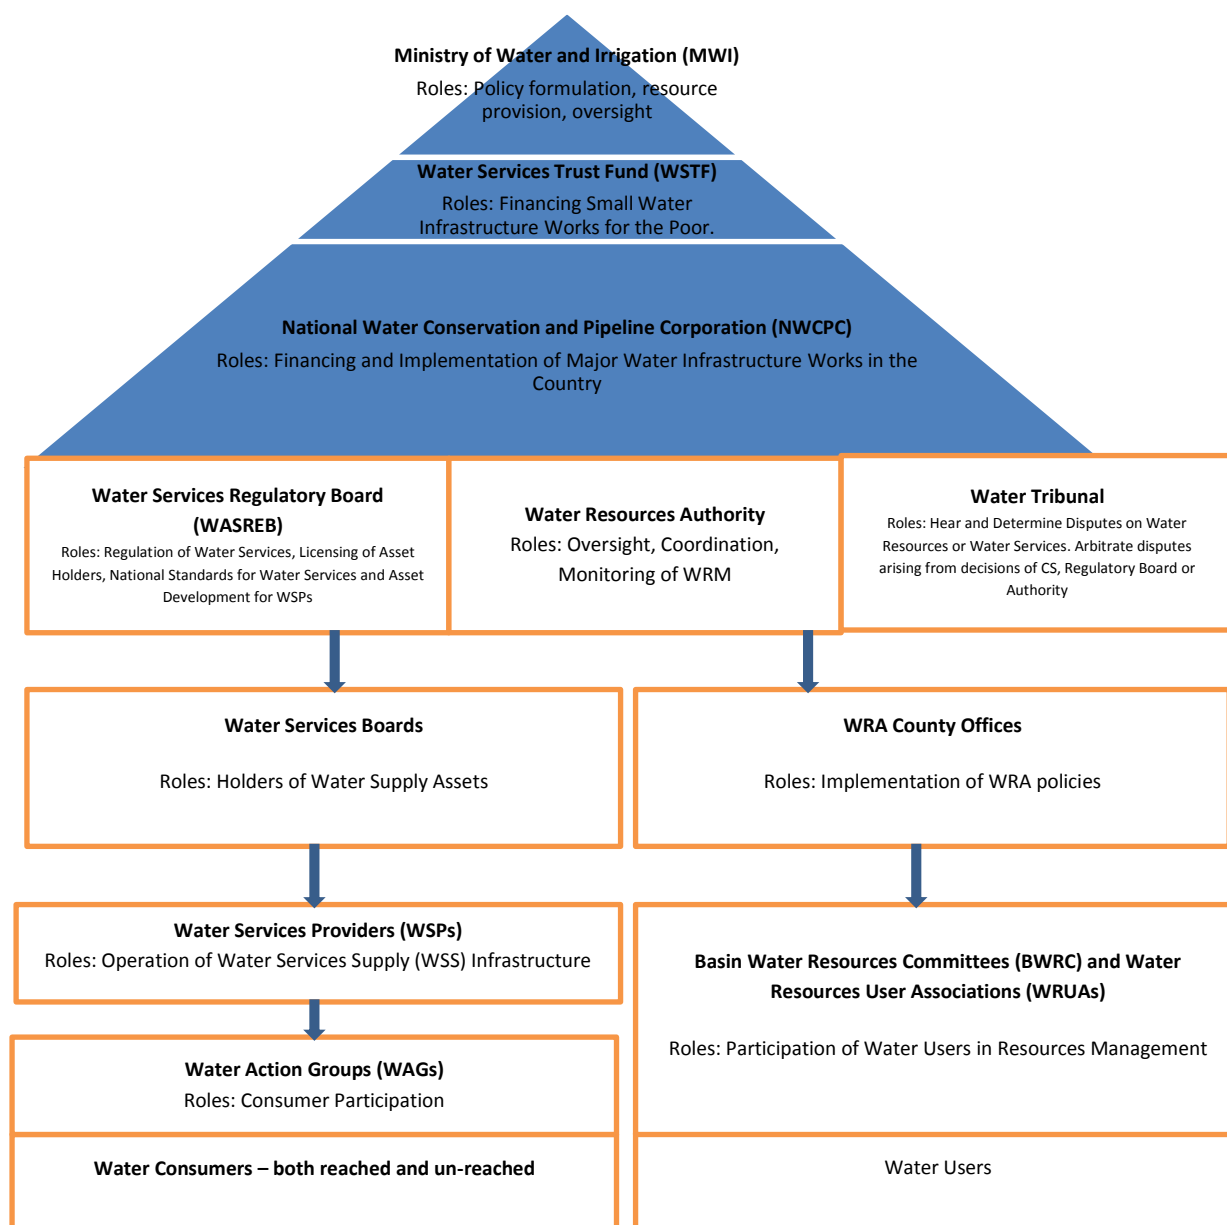 Ministry of Water and Irrigation (MWI)
Roles: Policy formulation, resource
provision, oversight
Water Services Trust Fund (WSTF)
Roles: Financing Small Water
Infrastructure Works for the Poor.
National Water Conservation and Pipeline Corporation (NWCPC)
Roles: Financing and Implementation of Major Water Infrastructure Works in the
Country
Water Services Regulatory Board
(WASREB)
Roles: Regulation of Water Services, Licensing of Asset
Holders, National Standards for Water Services and Asset
Development for WSPs
Water Resources Authority
Roles: Oversight, Coordination,
Monitoring of WRM
Water Tribunal
Roles: Hear and Determine Disputes on Water
Resources or Water Services. Arbitrate disputes
arising from decisions of CS, Regulatory Board or
Authority
Water Services Boards
Roles: Holders of Water Supply Assets
WRA County Offices
Roles: Implementation of WRA policies
Water Services Providers (WSPs)
Roles: Operation of Water Services Supply (WSS) Infrastructure
Basin Water Resources Committees (BWRC) and Water
Resources User Associations (WRUAs)
Roles: Participation of Water Users in Resources Management
Water Action Groups (WAGs)
Roles: Consumer Participation
Water Consumers – both reached and un-reached
Water Users